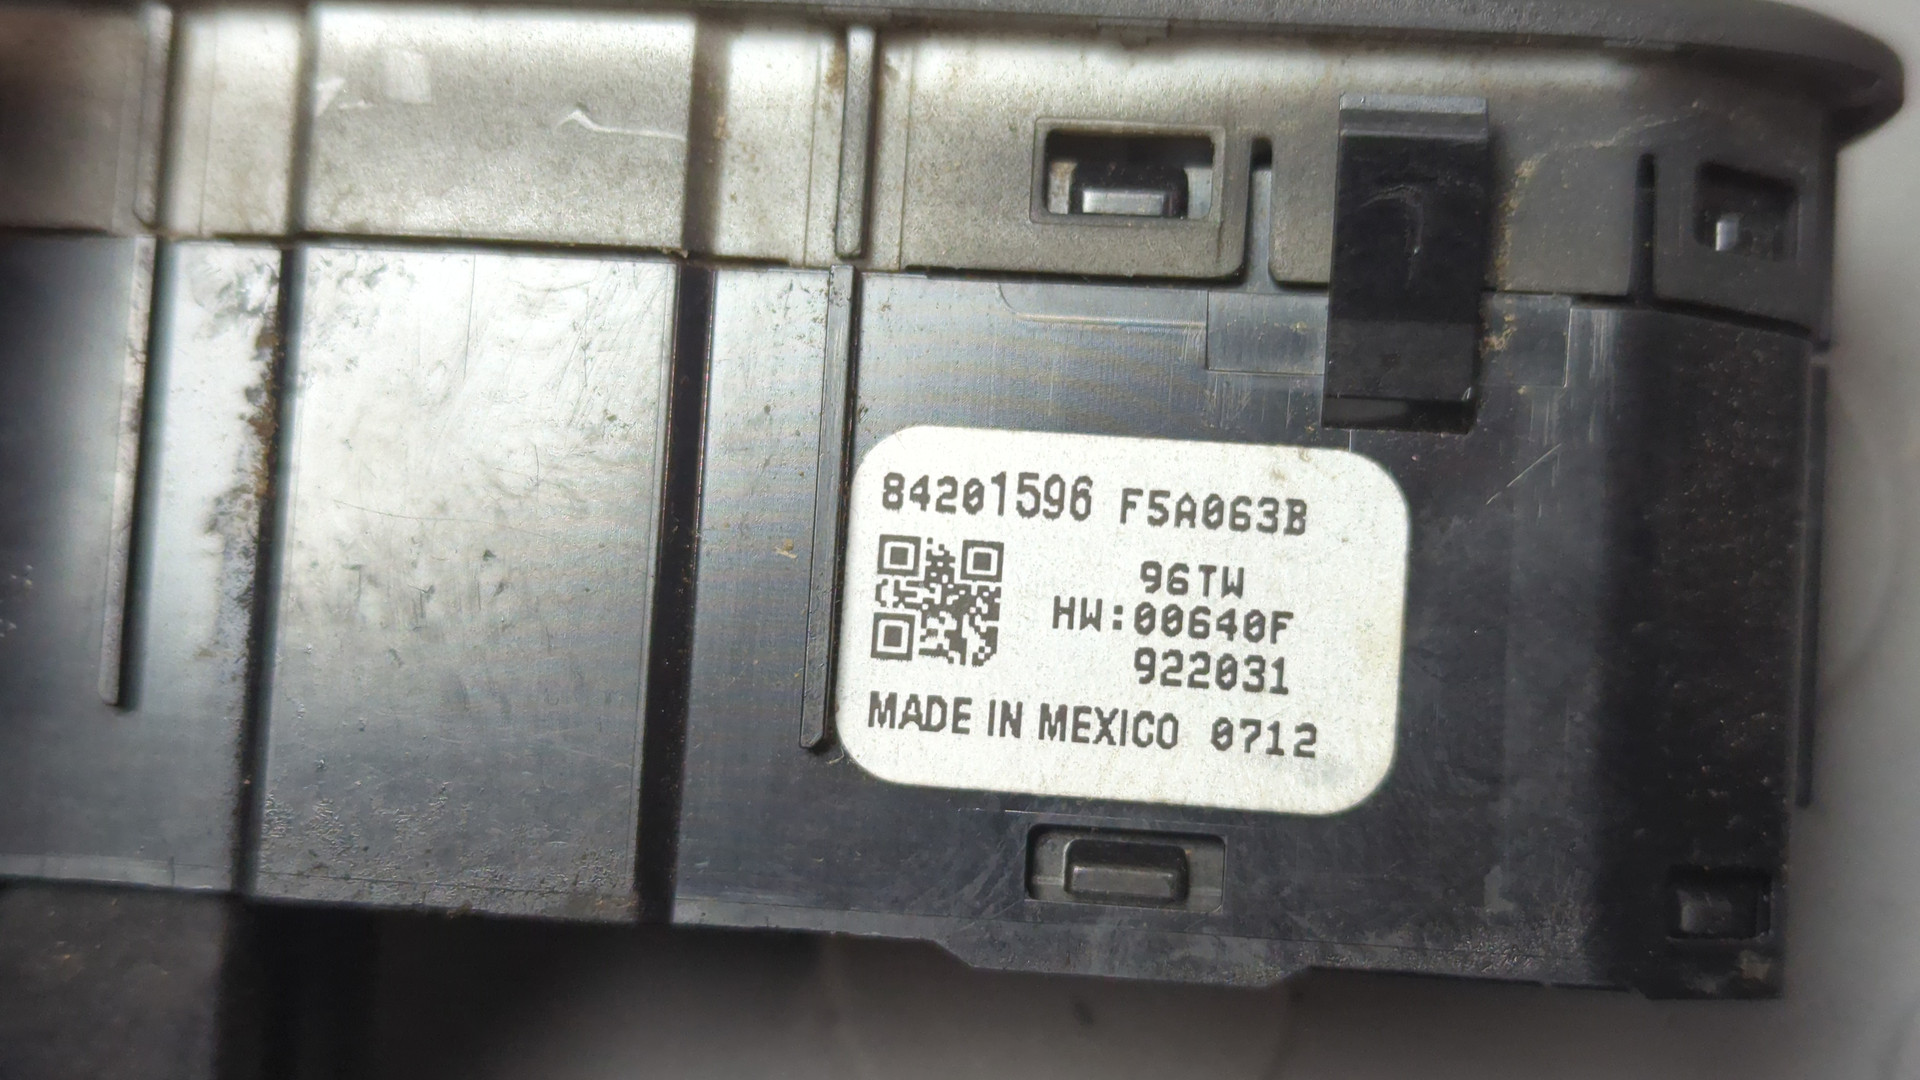 84201596 F5A063B
96TW
HW:00640F
922031
MADE IN MEXICO 0712